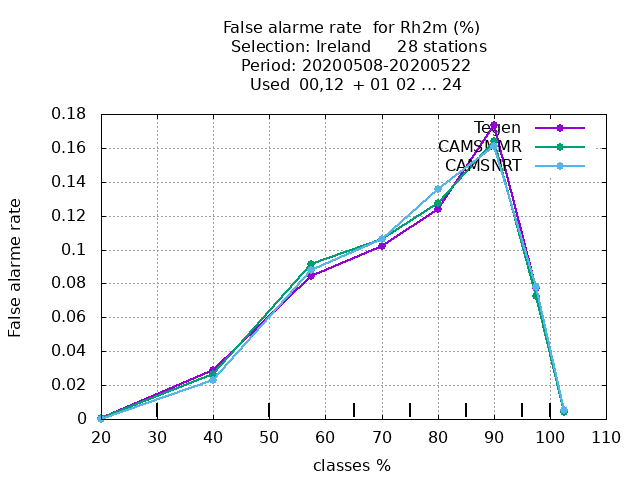 False alarme rate for Rh2m (%)
Selection: Ireland 28 stations
Period: 20200508-20200522
Used 00,12 + 01 02 ... 24
Tegen
CAMSNMR
CAMSNRT
False alarme rate
0.18
0.16
0.14
0.12
0.1
0.08
0.06
0.04
0.02
0
20 30 40 50 60 70 80 90 100 110
classes %